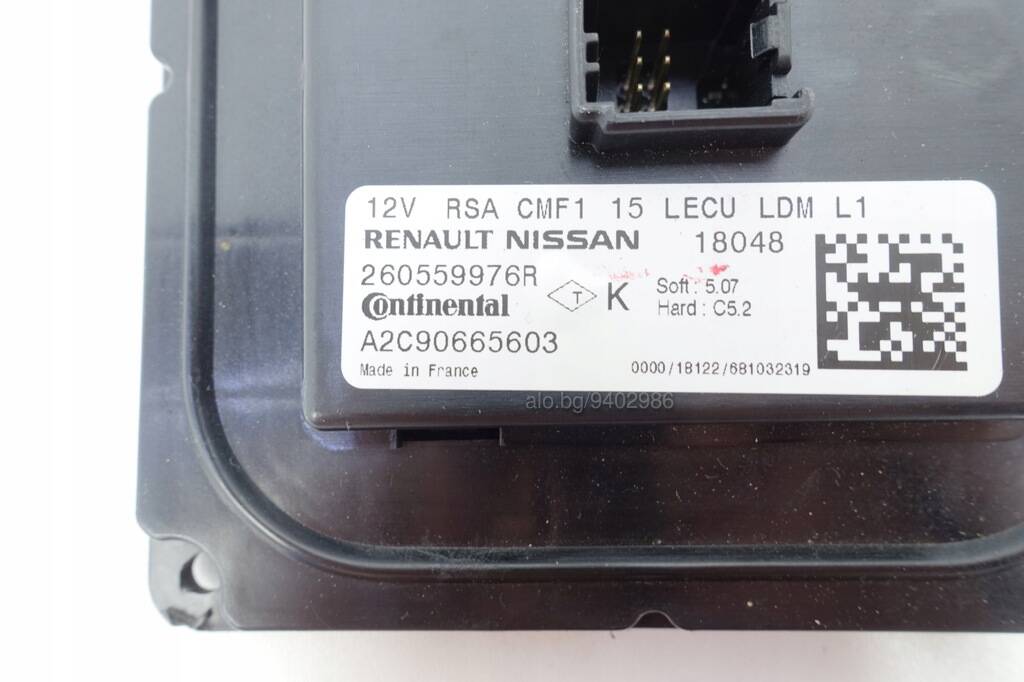 12V RSA CMF1 15 LECU LDM L1
RENAULT NISSAN 18048
260559976R
Continental T K Soft : 5.07
Hard : C5.2
A2C90665603
Made in France 0000/18122/681032319
alo.bg/9402986